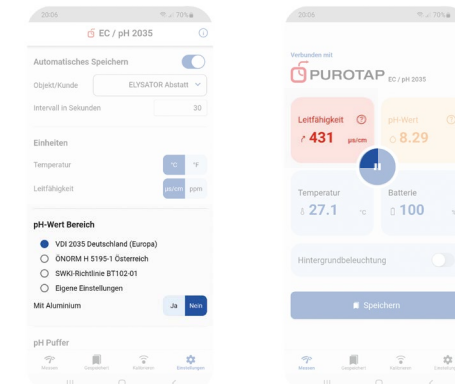 20:06
70%
EC / pH 2035
Automatisches Speichern
Objekt/Kunde
ELYSATOR Abstatt
Intervall in Sekunden
30
Einheiten
Temperatur
°C
°F
Leitfähigkeit
µs/cm
ppm
pH-Wert Bereich
VDI 2035 Deutschland (Europa)
ÖNORM H 5195-1 Österreich
SWKI-Richtlinie BT102-01
Eigene Einstellungen
Mit Aluminium
Ja
Nein
pH Puffer
Messen
Gespeichert
Kalibrieren
Einstellungen
20:06
70%
Verbunden mit
PUROTAP EC / pH 2035
Leitfähigkeit
431 µs/cm
pH-Wert
8.29
Temperatur
27.1 °C
Batterie
100
Hintergrundbeleuchtung
Speichern
Messen
Gespeichert
Kalibrieren